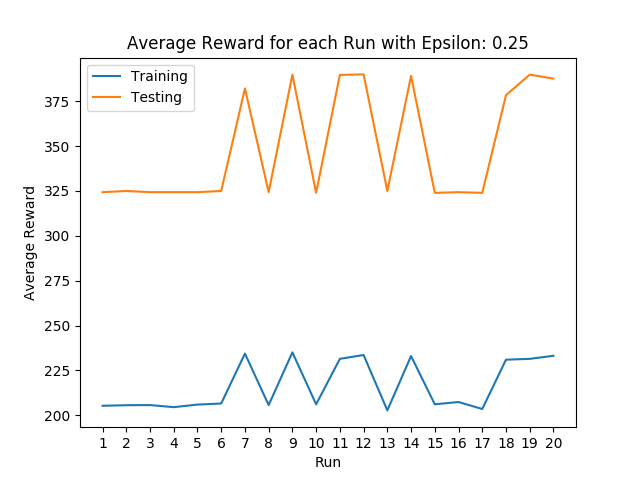 Average Reward for each Run with Epsilon: 0.25
Training
Testing
Average Reward
375
350
325
300
275
250
225
200
1 2 3 4 5 6 7 8 9 10 11 12 13 14 15 16 17 18 19 20
Run